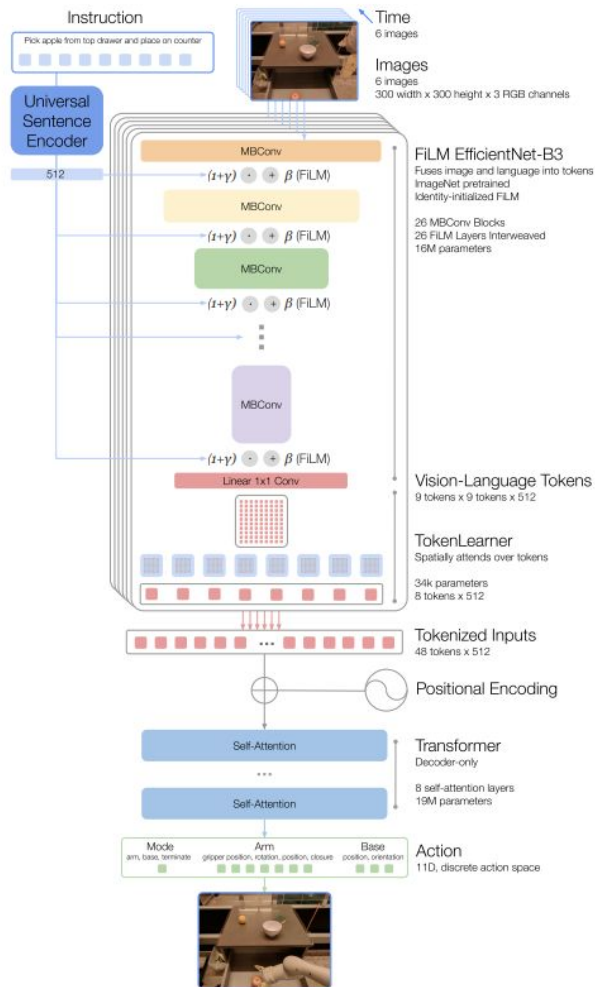 Instruction
Pick apple from top drawer and place on counter
Universal
Sentence
Encoder
512
Time
6 images
Images
6 images
300 width x 300 height x 3 RGB channels
MBConv
(1+γ) · + β (FiLM)
MBConv
(1+γ) · + β (FiLM)
MBConv
(1+γ) · + β (FiLM)
MBConv
(1+γ) · + β (FiLM)
Linear 1x1 Conv
FiLM EfficientNet-B3
Fuses image and language into tokens
ImageNet pretrained
Identity-initialized FiLM
26 MBConv Blocks
26 FiLM Layers Interweaved
16M parameters
Vision-Language Tokens
9 tokens x 9 tokens x 512
TokenLearner
Spatially attends over tokens
34k parameters
8 tokens x 512
Tokenized Inputs
48 tokens x 512
Positional Encoding
Self-Attention
Self-Attention
Transformer
Decoder-only
8 self-attention layers
19M parameters
Mode
arm, base, terminate
Arm
gripper position, rotation, position, closure
Base
position, orientation
Action
11D, discrete action space